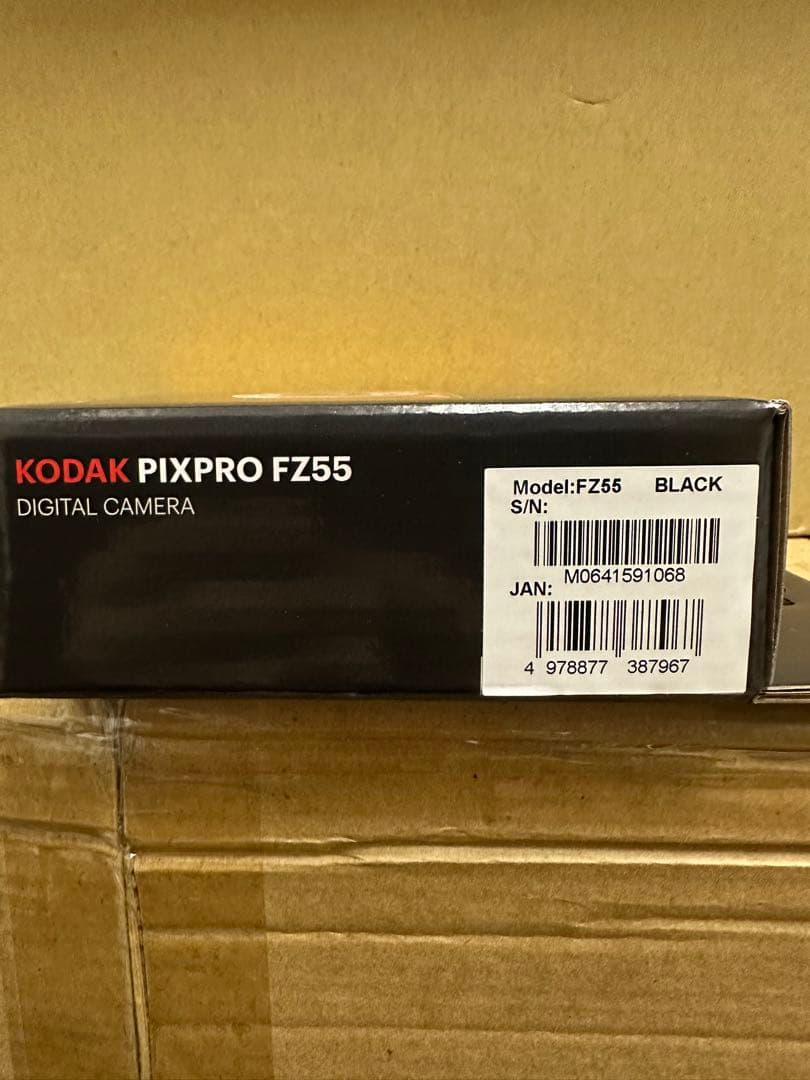 KODAK PIXPRO FZ55
DIGITAL CAMERA
Model:FZ55 BLACK
S/N:
M0641591068
JAN:
4 978877 387967